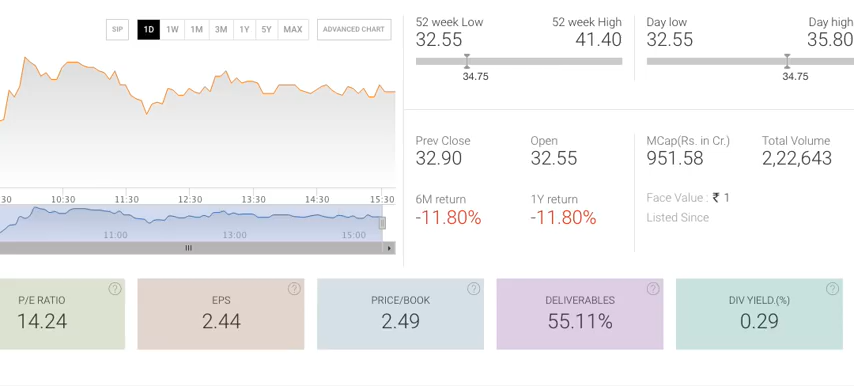 SIP 1D 1W 1M 3M 1Y 5Y MAX ADVANCED CHART
30 10:30 11:30 12:30 13:30 14:30 15:30
11:00 13:00 15:00
52 week Low 52 week High
32.55 41.40
34.75
Day low Day high
32.55 35.80
34.75
Prev Close Open
32.90 32.55
6M return 1Y return
-11.80% -11.80%
MCap(Rs. in Cr.) Total Volume
951.58 2,22,643
Face Value : ₹ 1
Listed Since
P/E RATIO ? EPS ? PRICE/BOOK ? DELIVERABLES ? DIV YIELD.(%) ?
14.24 2.44 2.49 55.11% 0.29